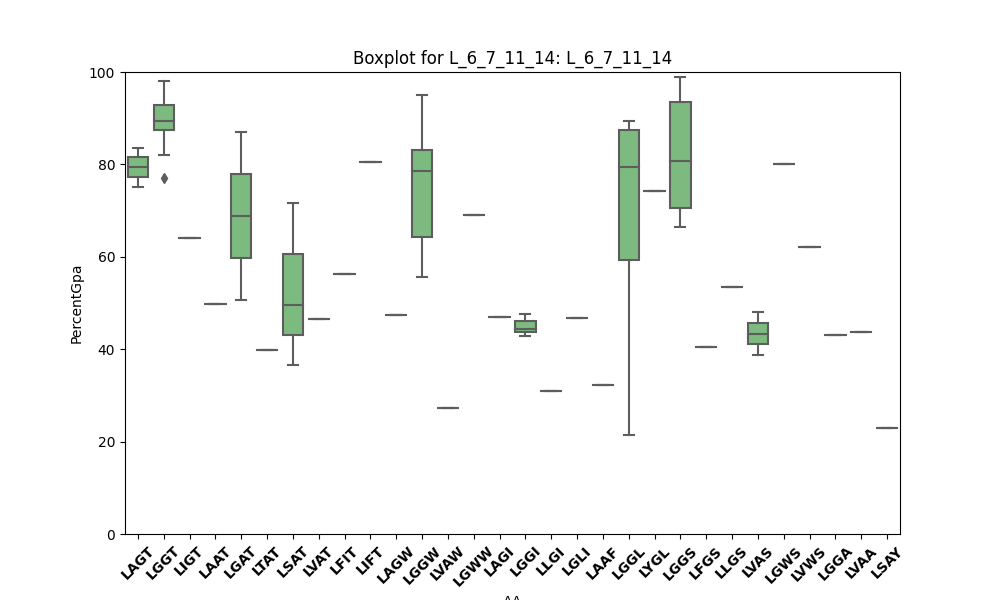 Boxplot for L_6_7_11_14: L_6_7_11_14
PercentGpa
100
80
60
40
20
0
LAGT LGGT LIGT LAAT LGAT LTAT LSAT LVAT LFIT LIFT LAGW LGGW LVAW LGWW LAGI LGGI LLGI LGLI LAAF LGGL LYGL LGGS LFGS LLGS LVAS LGWS LVWS LGGA LVAA LSAY
AA